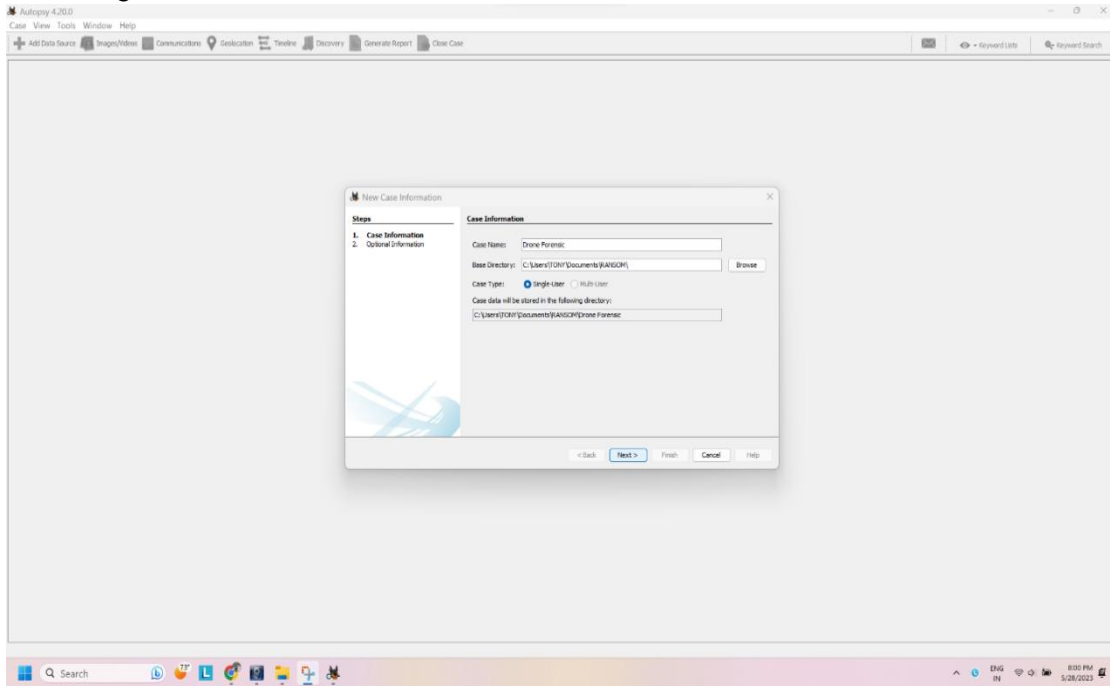 Autopsy 4.20.0
Case View Tools Window Help
Add Data Source Images/Videos Communications Geolocation Timeline Discovery Generate Report Close Case Keyword Lists Keyword Search
New Case Information
Steps
1. Case Information
2. Optional Information
Case Information
Case Name: Drone Forensic
Base Directory: C:\Users\TONY\Documents\RANSOM\ Browse
Case Type: Single-User Multi-User
Case data will be stored in the following directory:
C:\Users\TONY\Documents\RANSOM\Drone Forensic
< Back Next > Finish Cancel Help
Search
73°
L
ENG
IN
8:00 PM
5/28/2023